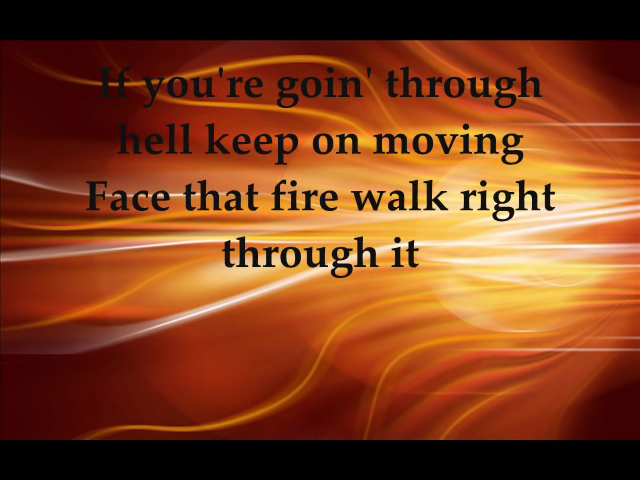 If you're goin' through
hell keep on moving
Face that fire walk right
through it